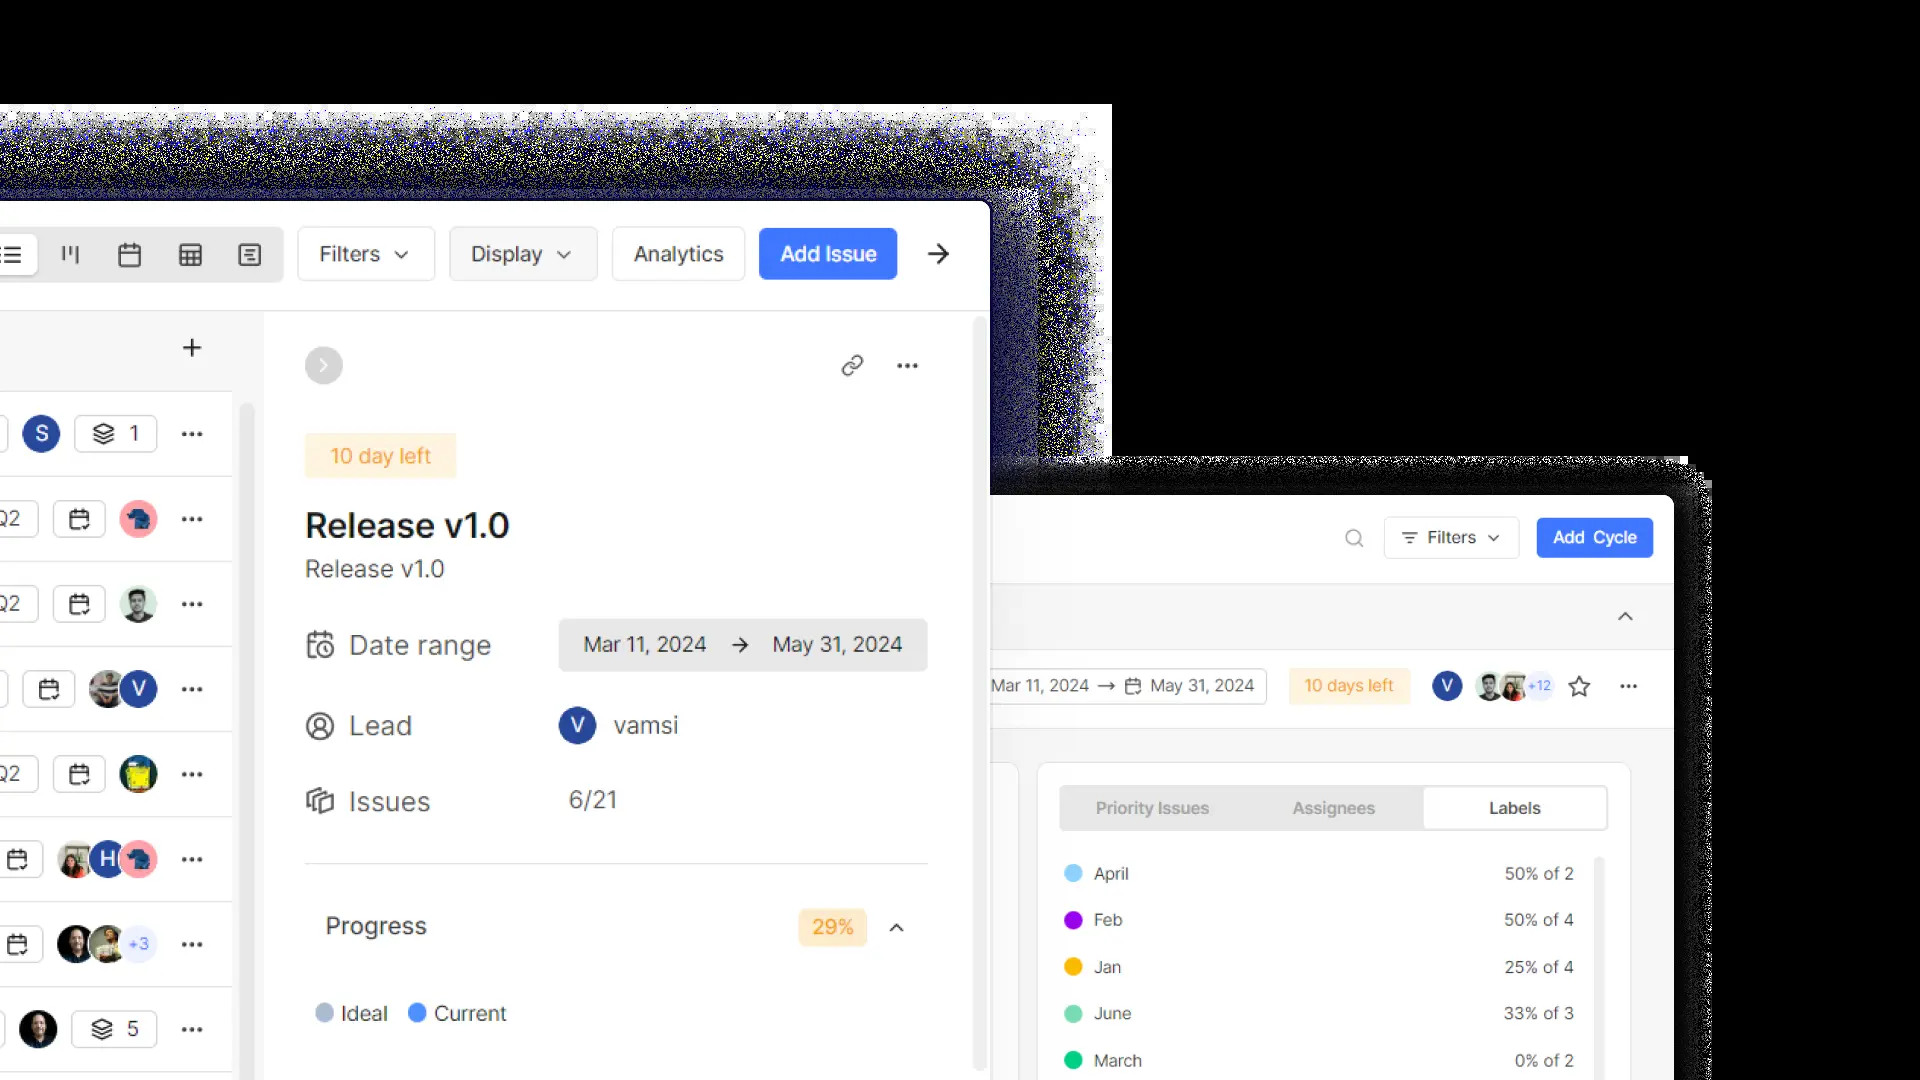 Filters
Display
Analytics
Add Issue
S
1
Q2
Q2
V
Q2
H
+3
5
10 day left
Release v1.0
Release v1.0
Date range
Mar 11, 2024 → May 31, 2024
Lead
V vamsi
Issues
6/21
Progress
29%
Ideal
Current
Filters
Add Cycle
Mar 11, 2024 → May 31, 2024
10 days left
V
+12
Priority Issues
Assignees
Labels
April 50% of 2
Feb 50% of 4
Jan 25% of 4
June 33% of 3
March 0% of 2